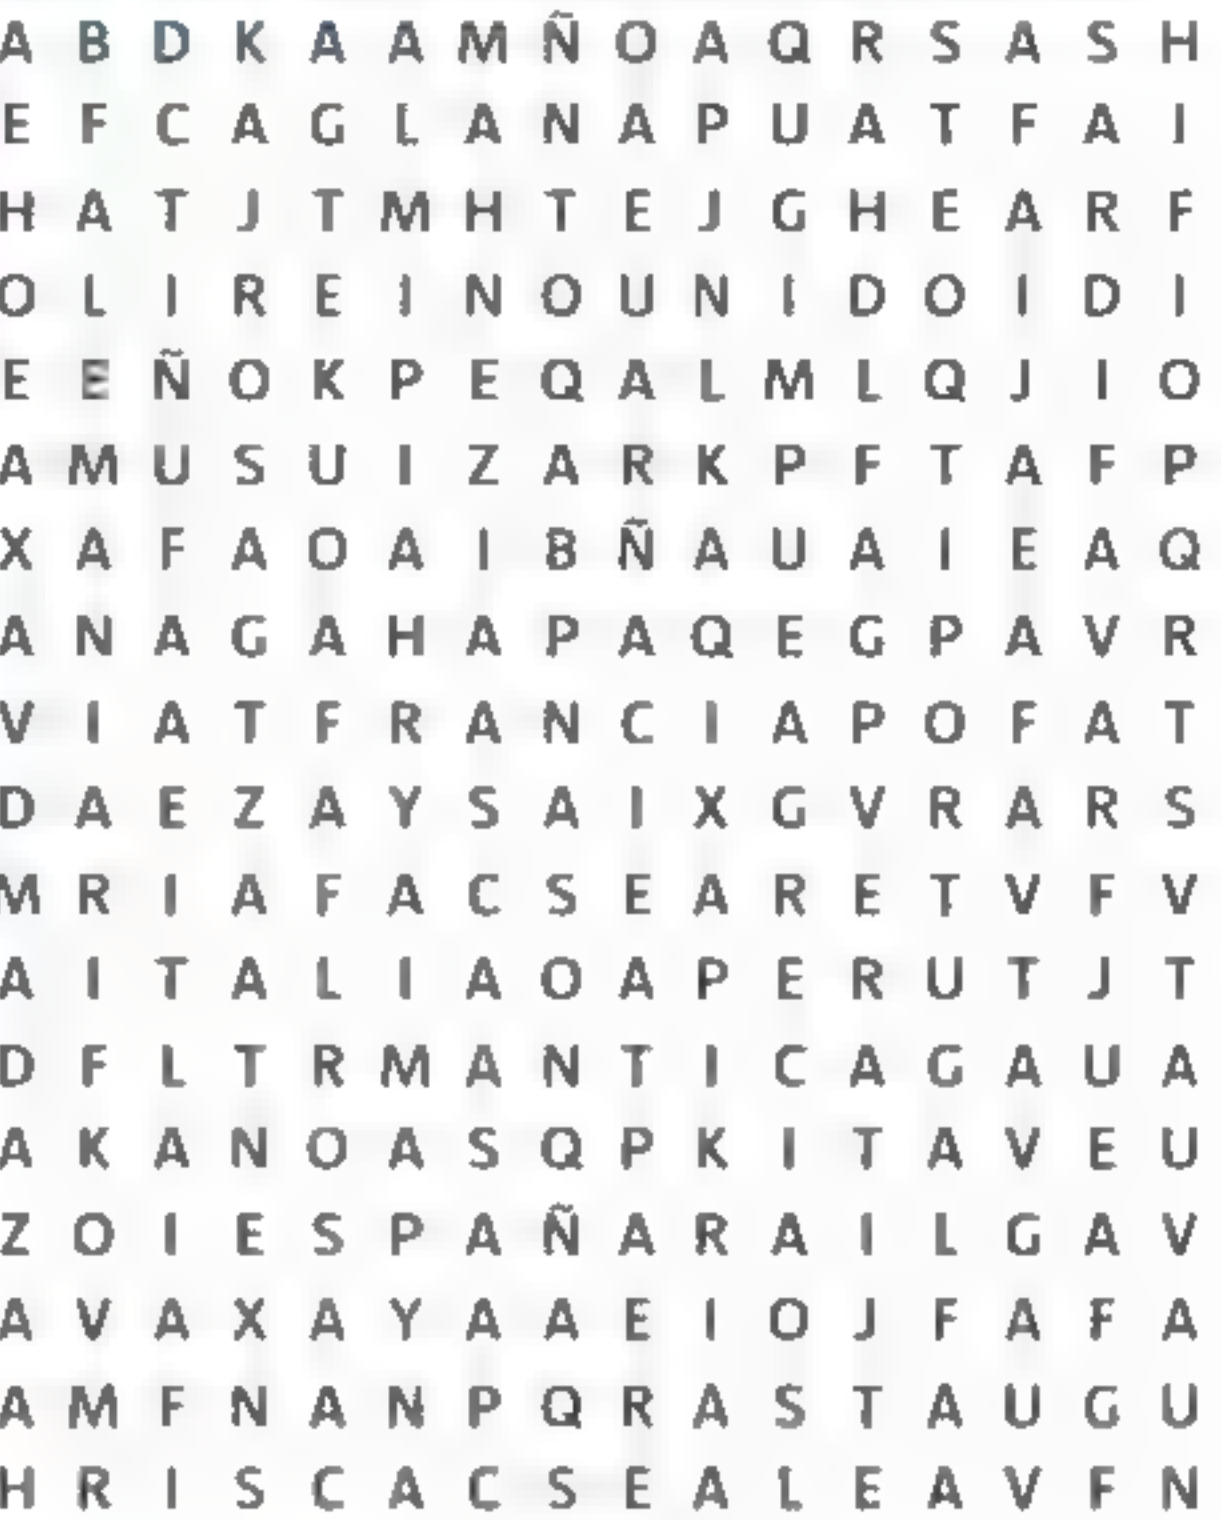 A B D K A A M Ñ O A Q R S A S H
E F C A G L A N A P U A T F A I
H A T J T M H T E J G H E A R F
O L I R E I N O U N I D O I D I
E E Ñ O K P E Q A L M L Q J I O
A M U S U I Z A R K P F T A F P
X A F A O A I B Ñ A U A I E A Q
A N A G A H A P A Q E G P A V R
V I A T F R A N C I A P O F A T
D A E Z A Y S A I X G V R A R S
M R I A F A C S E A R E T V F V
A I T A L I A O A P E R U T J T
D F L T R M A N T I C A G A U A
A K A N O A S Q P K I T A V E U
Z O I E S P A Ñ A R A I L G A V
A V A X A Y A A E I O J F A F A
A M F N A N P Q R A S T A U G U
H R I S C A C S E A L E A V F N